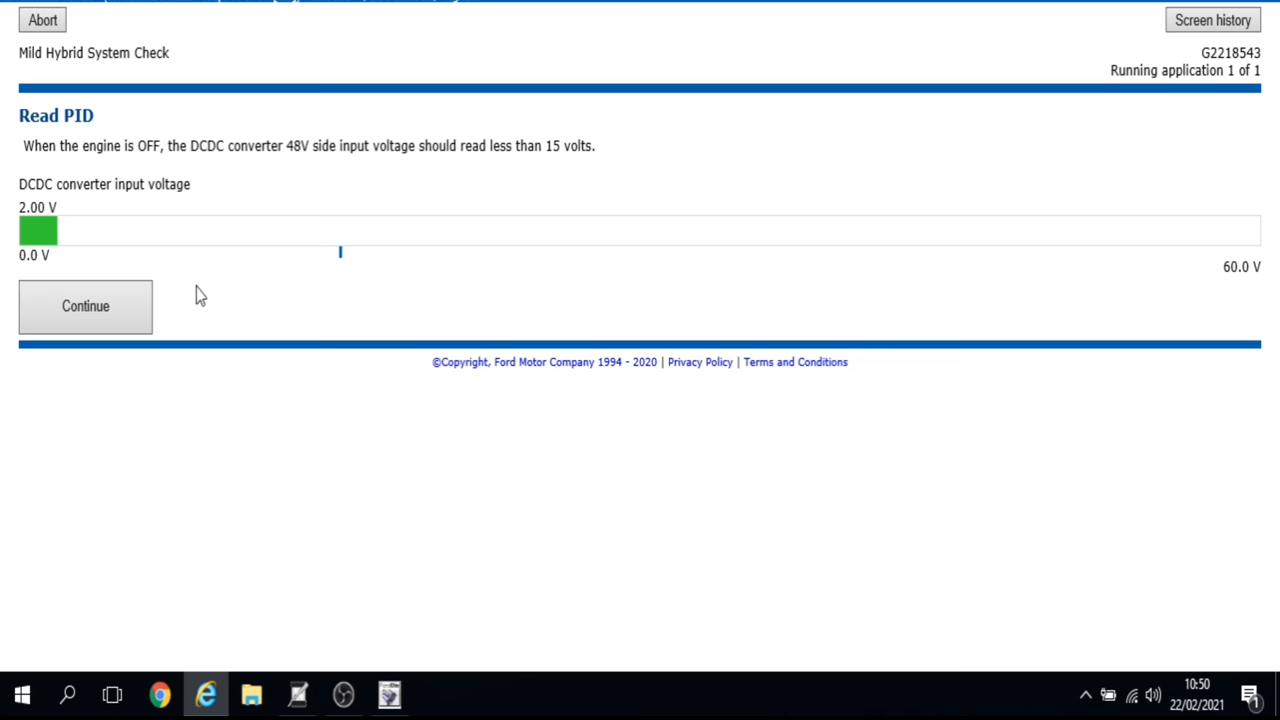 Abort
Screen history
Mild Hybrid System Check
G2218543
Running application 1 of 1
Read PID
When the engine is OFF, the DCDC converter 48V side input voltage should read less than 15 volts.
DCDC converter input voltage
2.00 V
0.0 V
60.0 V
Continue
©Copyright, Ford Motor Company 1994 - 2020 | Privacy Policy | Terms and Conditions
10:50
22/02/2021
1